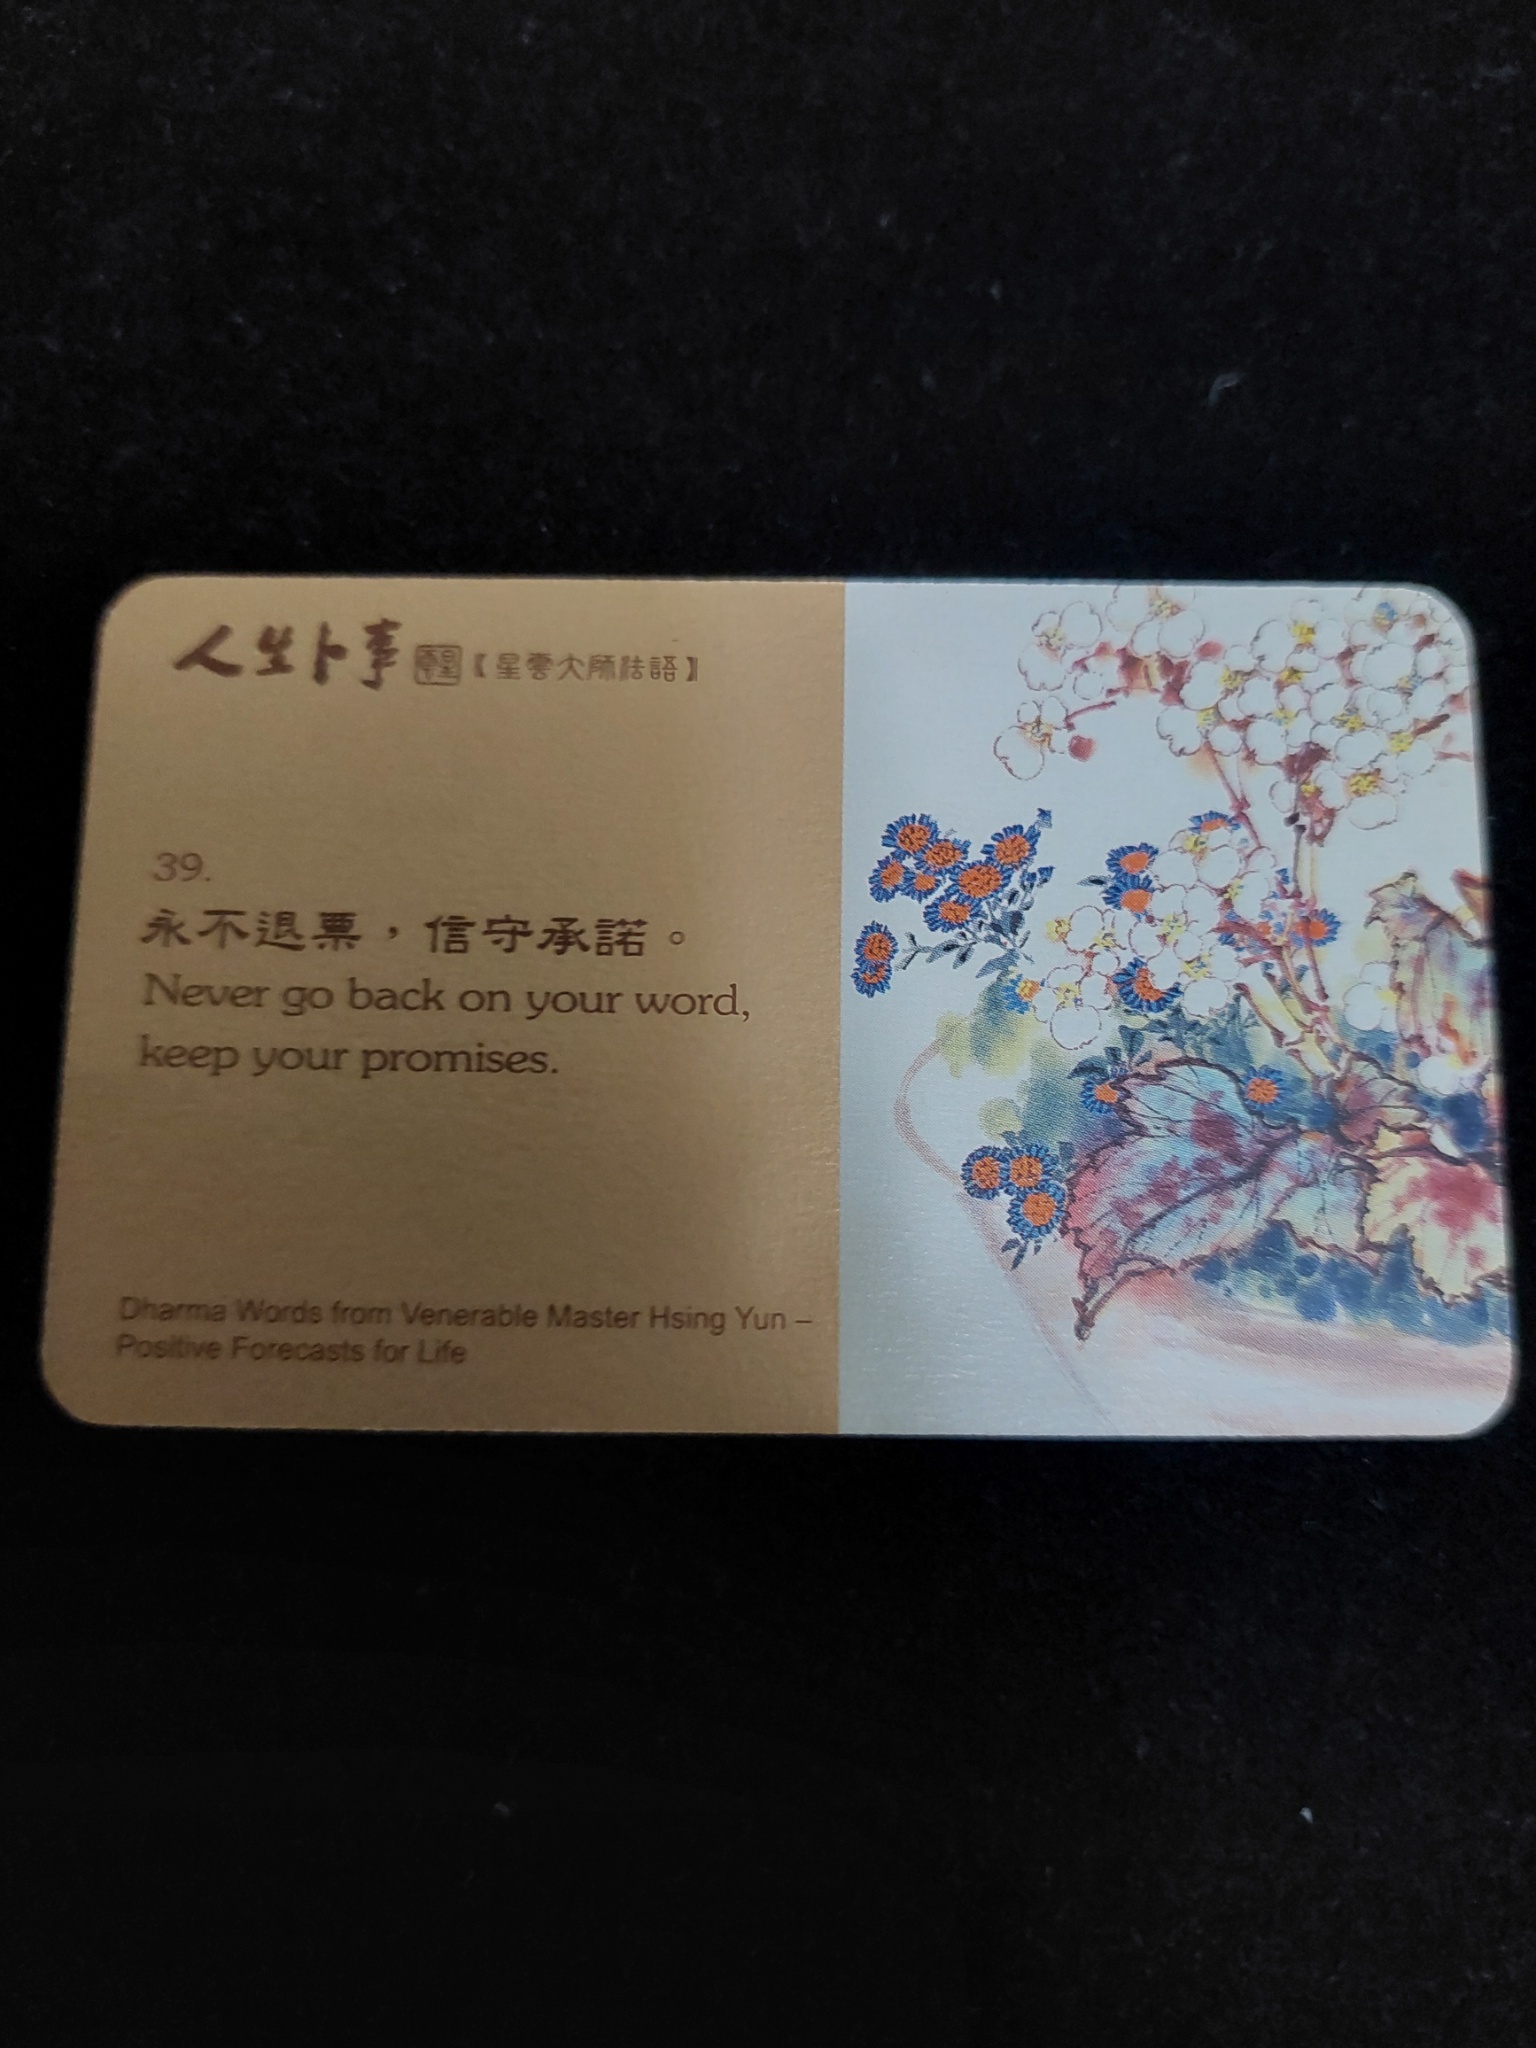 人生卜事 【星雲大師法語】
39.
永不退票，信守承諾。
Never go back on your word,
keep your promises.
Dharma Words from Venerable Master Hsing Yun –
Positive Forecasts for Life